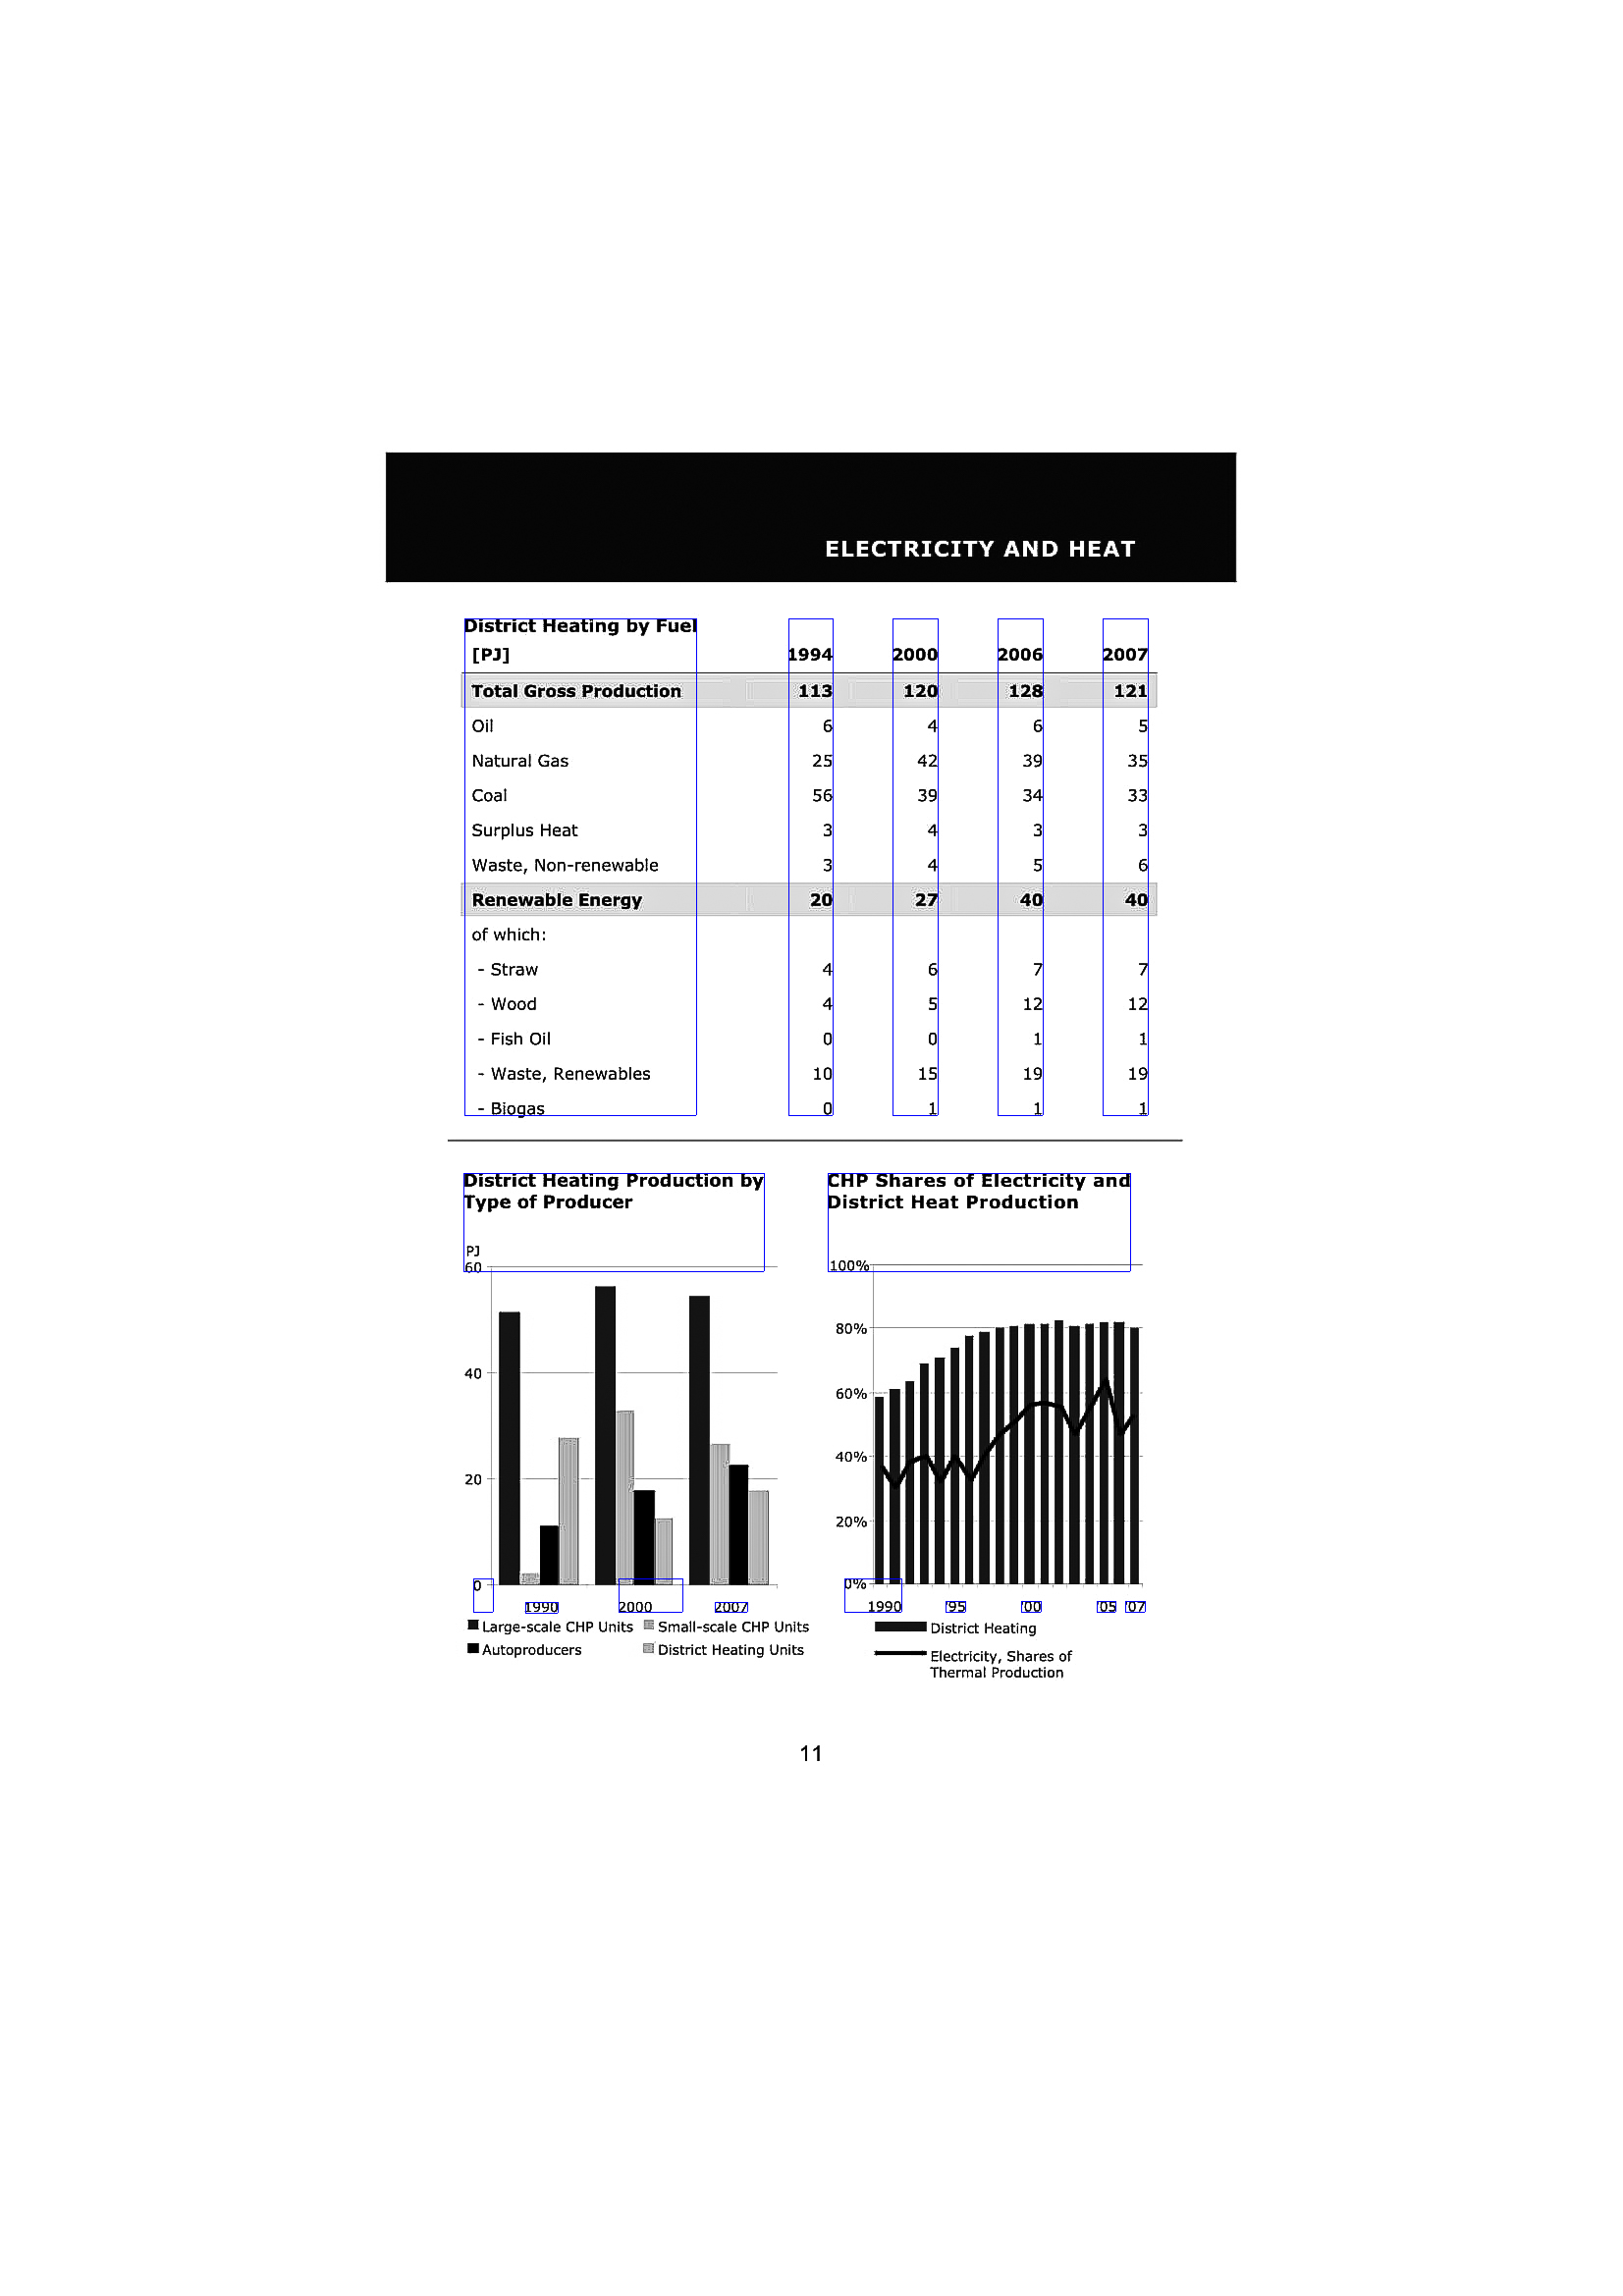 ELECTRICITY AND HEAT
District Heating by Fuel
[PJ] 1994 2000 2006 2007
Total Gross Production 113 120 128 121
Oil 6 4 6 5
Natural Gas 25 42 39 35
Coal 56 39 34 33
Surplus Heat 3 4 3 3
Waste, Non-renewable 3 4 5 6
Renewable Energy 20 27 40 40
of which:
- Straw 4 6 7 7
- Wood 4 5 12 12
- Fish Oil 0 0 1 1
- Waste, Renewables 10 15 19 19
- Biogas 0 1 1 1
District Heating Production by
Type of Producer
PJ
60
40
20
0
1990 2000 2007
Large-scale CHP Units Small-scale CHP Units
Autoproducers District Heating Units
CHP Shares of Electricity and
District Heat Production
100%
80%
60%
40%
20%
0%
1990 '95 '00 '05 '07
District Heating
Electricity, Shares of
Thermal Production
11